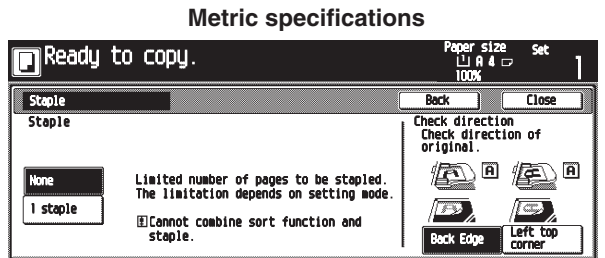 Metric specifications
Ready to copy.
Paper size
A4
100%
Set
1
Staple
Back
Close
Staple
None
1 staple
Limited number of pages to be stapled.
The limitation depends on setting mode.
Cannot combine sort function and
staple.
Check direction
Check direction of
original.
A
A
Back Edge
Left top
corner